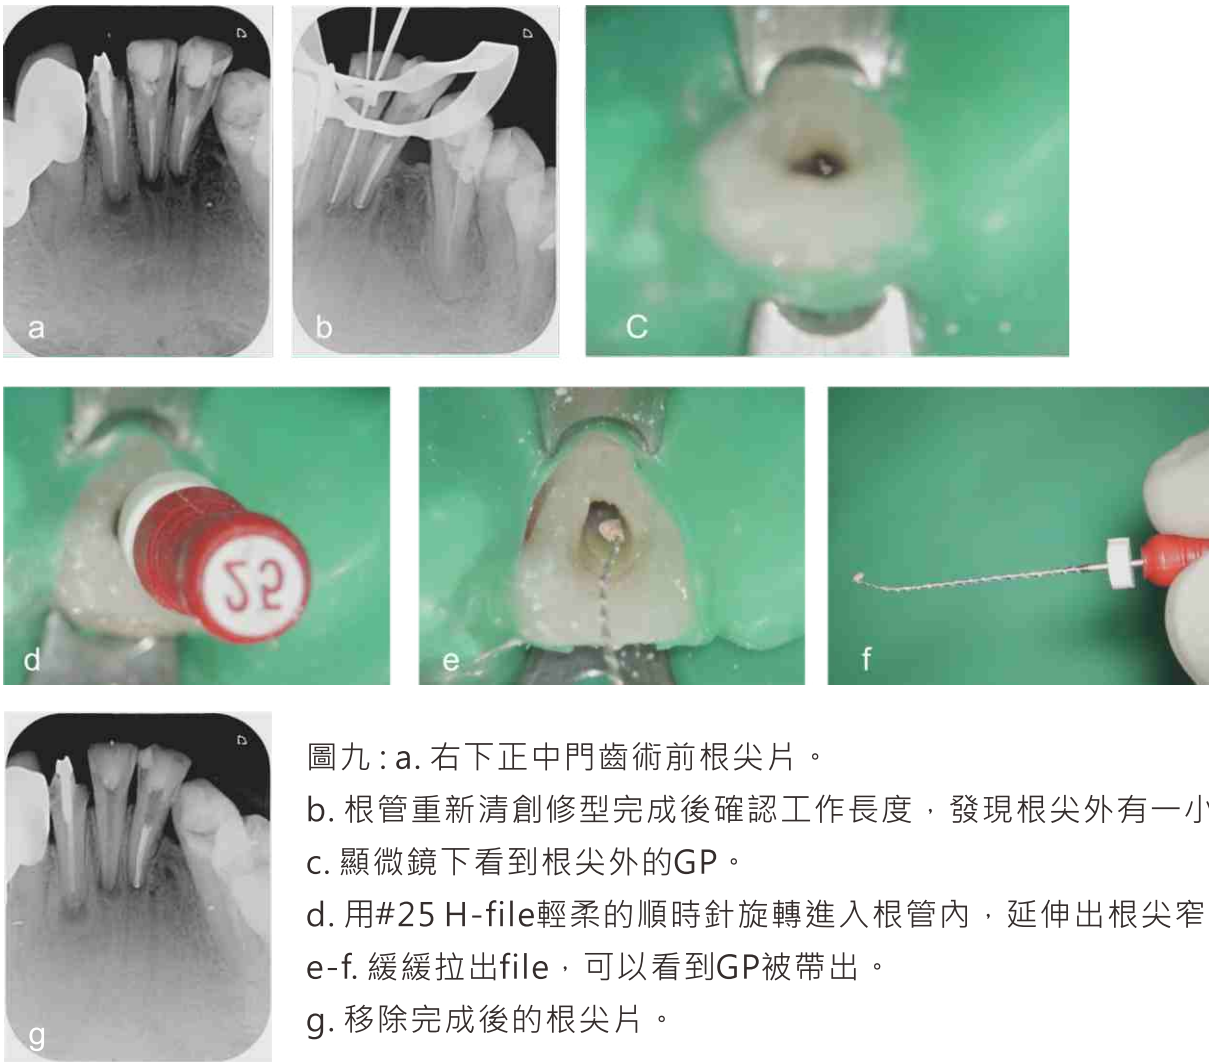 a
b
C
25
d
e
f
g
圖九 : a. 右下正中門齒術前根尖片。
b. 根管重新清創修型完成後確認工作長度，發現根尖外有一小
c. 顯微鏡下看到根尖外的GP。
d. 用#25 H-file輕柔的順時針旋轉進入根管內，延伸出根尖窄
e-f. 緩緩拉出file，可以看到GP被帶出。
g. 移除完成後的根尖片。